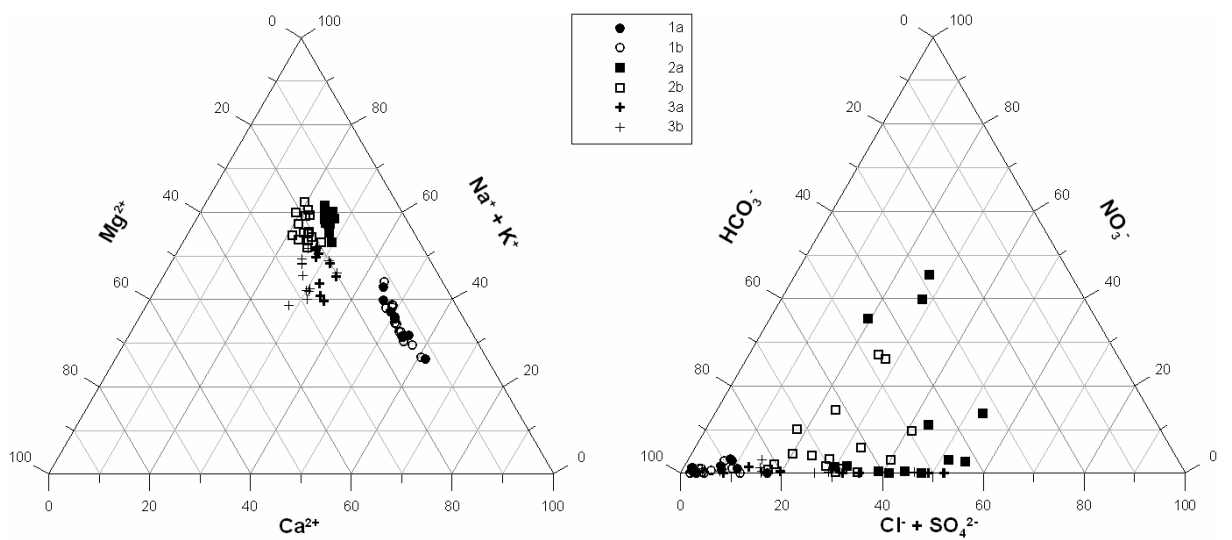 0 100
20 80
40 60
60 40
80 20
100 0
0 20 40 60 80 100
Mg²⁺
Na⁺ + K⁺
Ca²⁺
1a
1b
2a
2b
3a
3b
0 100
20 80
40 60
60 40
80 20
100 0
0 20 40 60 80 100
HCO₃⁻
NO₃⁻
Cl⁻ + SO₄²⁻